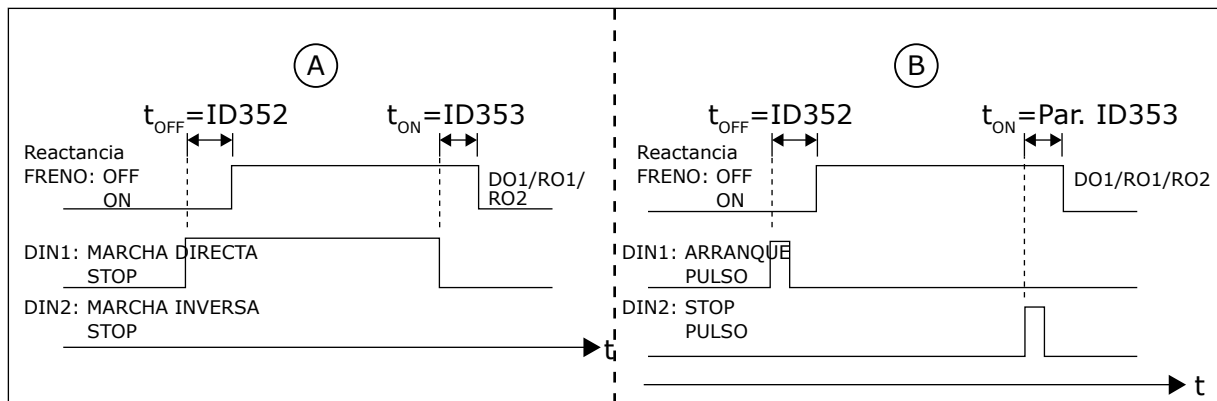 A
t_OFF=ID352
t_ON=ID353
Reactancia
FRENO: OFF
ON
DO1/RO1/
RO2
DIN1: MARCHA DIRECTA
STOP
DIN2: MARCHA INVERSA
STOP
t
B
t_OFF=ID352
t_ON=Par. ID353
Reactancia
FRENO: OFF
ON
DO1/RO1/RO2
DIN1: ARRANQUE
PULSO
DIN2: STOP
PULSO
t